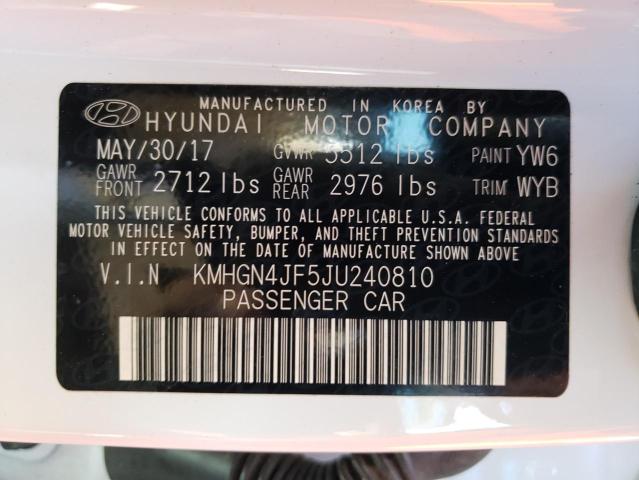 MANUFACTURED IN KOREA BY
HYUNDAI MOTOR COMPANY
MAY/30/17 GVWR 5512 lbs PAINT YW6
GAWR FRONT 2712 lbs GAWR REAR 2976 lbs TRIM WYB
THIS VEHICLE CONFORMS TO ALL APPLICABLE U.S.A. FEDERAL
MOTOR VEHICLE SAFETY, BUMPER, AND THEFT PREVENTION STANDARDS
IN EFFECT ON THE DATE OF MANUFACTURE SHOWN ABOVE
V.I.N KMHGN4JF5JU240810
PASSENGER CAR